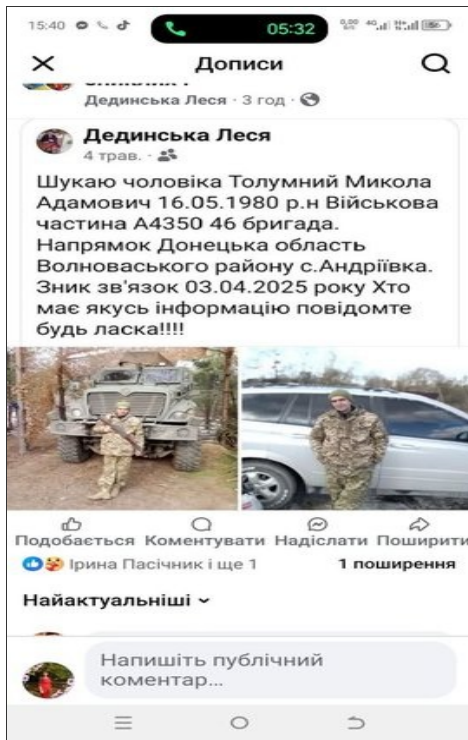 15:40
05:32
Дописи
Дединська Леся · 3 год ·
Дединська Леся
4 трав. ·
Шукаю чоловіка Толумний Микола
Адамович 16.05.1980 р.н Військова
частина А4350 46 бригада.
Напрямок Донецька область
Волноваського району с.Андріївка.
Зник зв'язок 03.04.2025 року Хто
має якусь інформацію повідомте
будь ласка!!!!
Подобається Коментувати Надіслати Поширити
Ірина Пасічник і ще 1 1 поширення
Найактуальніші
Напишіть публічний
коментар...